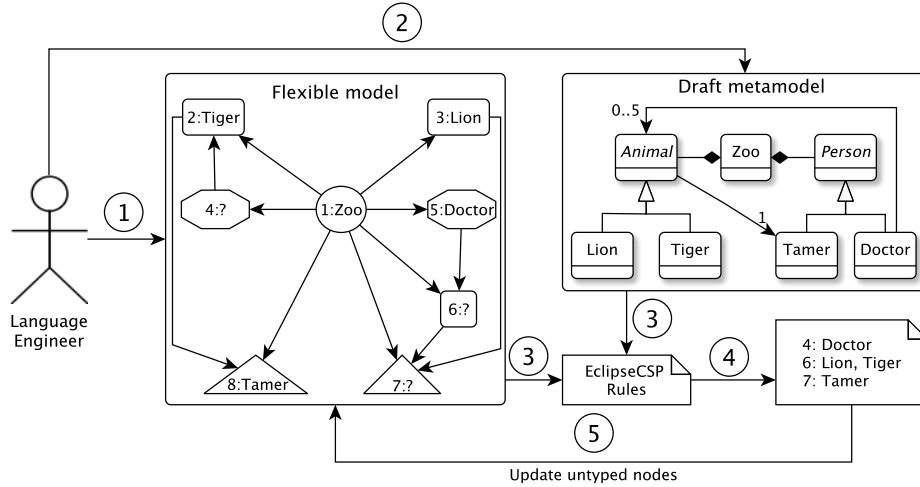 2
Flexible model
Draft metamodel
2:Tiger
3:Lion
0..5
Animal
Zoo
Person
4:?
1:Zoo
5:Doctor
1
1
Lion
Tiger
Tamer
Doctor
6:?
Language
Engineer
3
3
4
8:Tamer
7:?
EclipseCSP
Rules
4: Doctor
6: Lion, Tiger
7: Tamer
5
Update untyped nodes